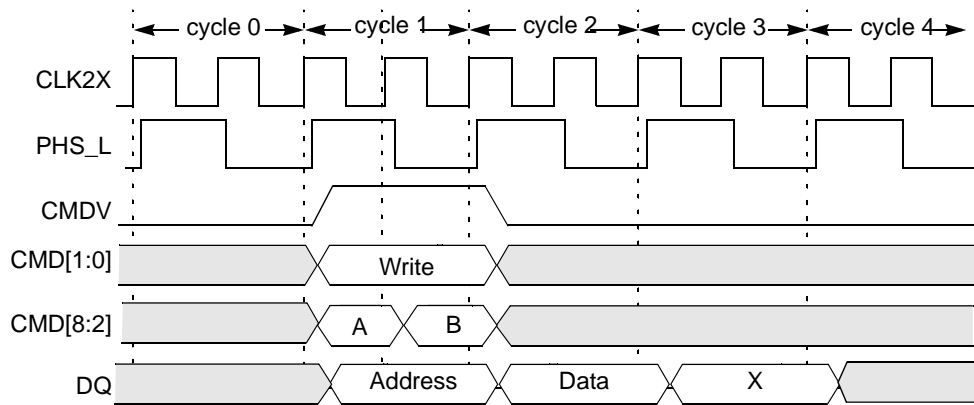 cycle 0 cycle 1 cycle 2 cycle 3 cycle 4
CLK2X
PHS_L
CMDV
CMD[1:0] Write
CMD[8:2] A B
DQ Address Data X